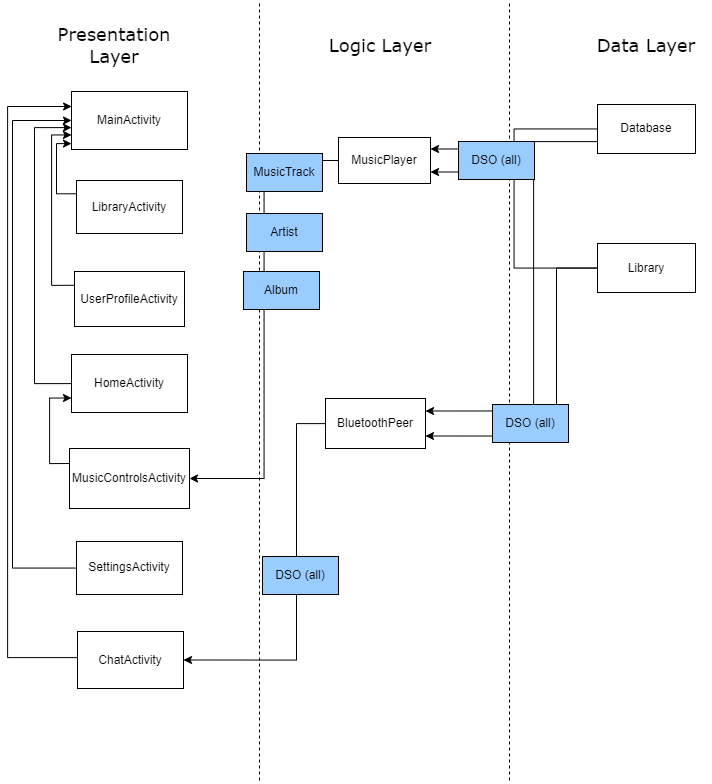 Presentation
Layer
Logic Layer
Data Layer
MainActivity
LibraryActivity
UserProfileActivity
HomeActivity
MusicControlsActivity
SettingsActivity
ChatActivity
MusicTrack
Artist
Album
MusicPlayer
DSO (all)
BluetoothPeer
DSO (all)
DSO (all)
Database
Library